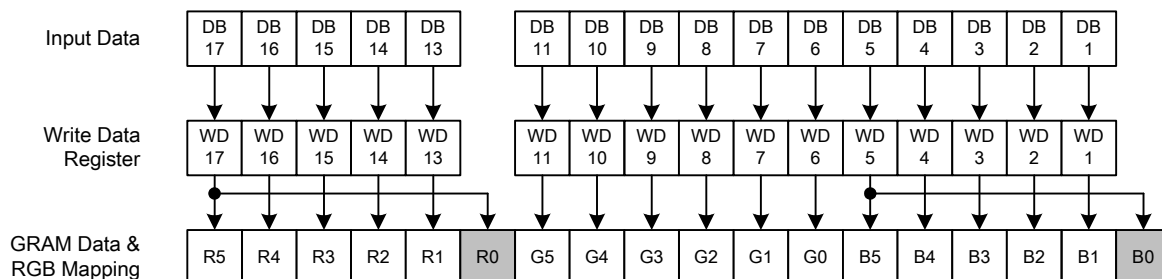 Input Data
DB DB DB DB DB DB DB DB DB DB DB DB DB DB DB DB
17 16 15 14 13 11 10 9 8 7 6 5 4 3 2 1
Write Data
Register
WD WD WD WD WD WD WD WD WD WD WD WD WD WD WD WD
17 16 15 14 13 11 10 9 8 7 6 5 4 3 2 1
GRAM Data &
RGB Mapping
R5 R4 R3 R2 R1 R0 G5 G4 G3 G2 G1 G0 B5 B4 B3 B2 B1 B0